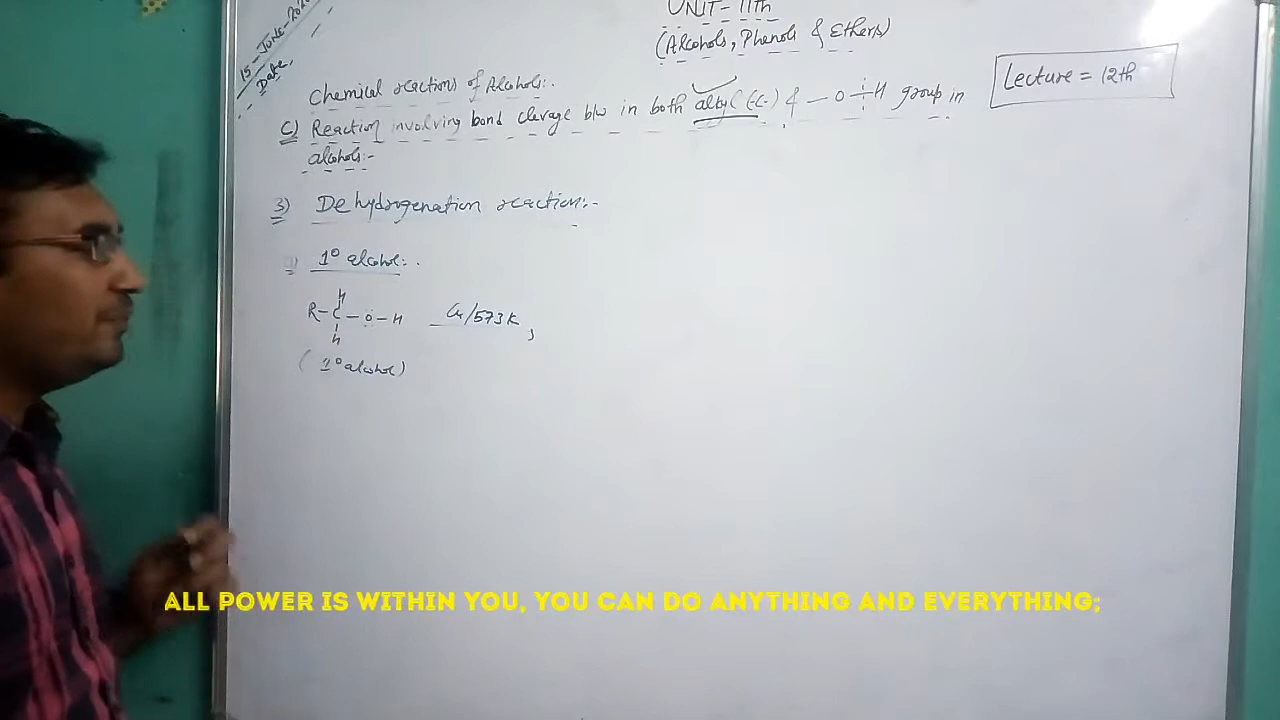 15-JUNE-202
Date
UNIT-11th
(Alcohols, Phenols & Ethers)
Lecture = 12th
Chemical reactions of Alcohols:-
C) Reaction involving bond clevage b/w in both alkyl ( ) & -O-H group in
alcohols:-
3) Dehydrogenation reaction:-
1° alcohol:-
H
R-C-O-H Cu/573K
H
(1° alcohol)
ALL POWER IS WITHIN YOU, YOU CAN DO ANYTHING AND EVERYTHING;